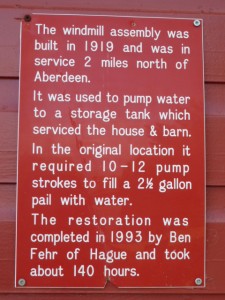 The windmill assembly was
built in 1919 and was in
service 2 miles north of
Aberdeen.
It was used to pump water
to a storage tank which
serviced the house & barn.
In the original location it
required 10-12 pump
strokes to fill a 2½ gallon
pail with water.
The restoration was
completed in 1993 by Ben
Fehr of Hague and took
about 140 hours.